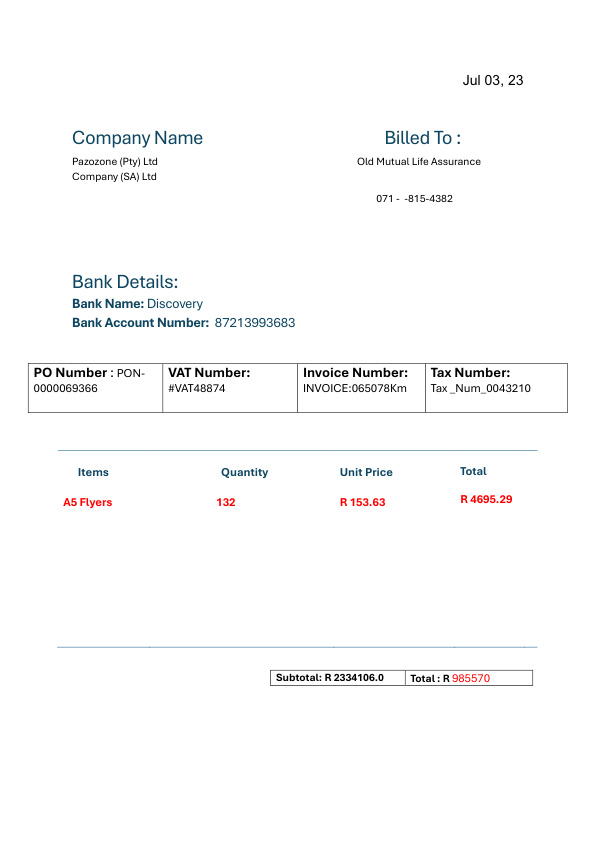 Jul 03, 23
Company Name
Billed To :
Pazozone (Pty) Ltd
Old Mutual Life Assurance
Company (SA) Ltd
071 - -815-4382
Bank Details:
Bank Name: Discovery
Bank Account Number: 87213993683
PO Number : PON-0000069366
VAT Number: #VAT48874
Invoice Number: INVOICE:065078Km
Tax Number: Tax _Num_0043210
Items Quantity Unit Price Total
A5 Flyers 132 R 153.63 R 4695.29
Subtotal: R 2334106.0 Total : R 985570